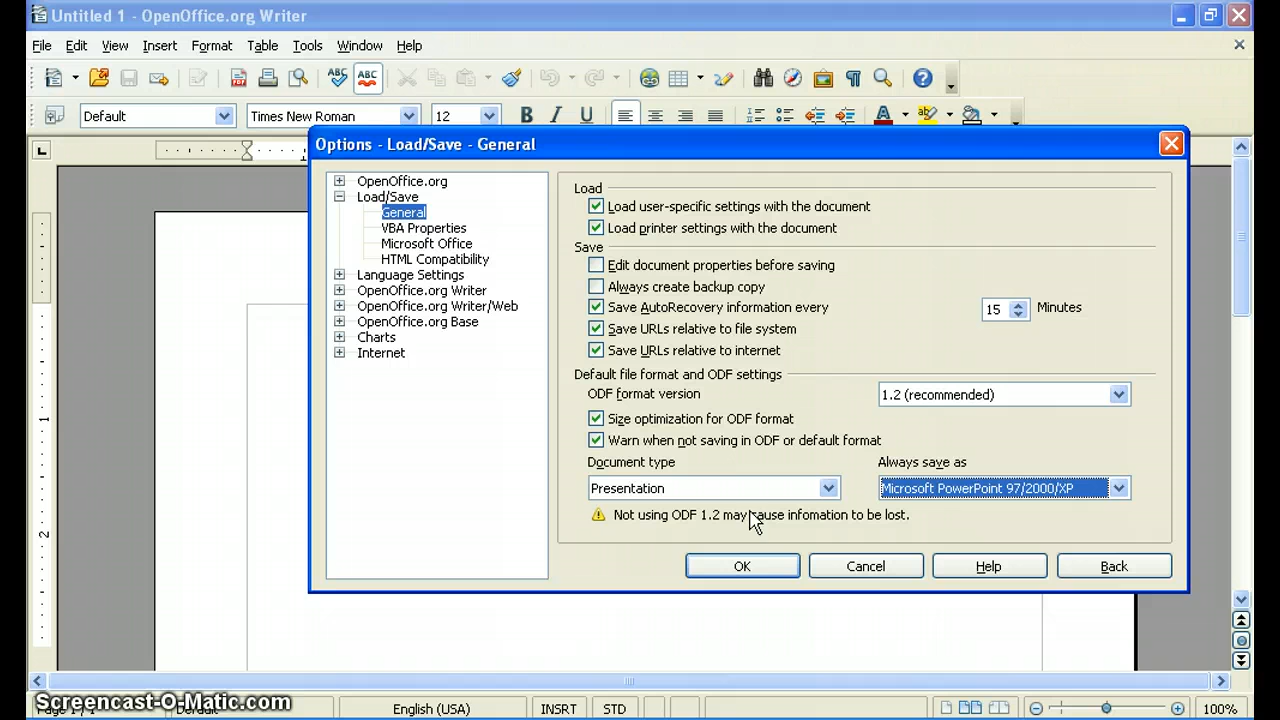 Untitled 1 - OpenOffice.org Writer
File Edit View Insert Format Table Tools Window Help
ABC ABC
Default Times New Roman 12 B I U A
Options - Load/Save - General
OpenOffice.org
Load/Save
General
VBA Properties
Microsoft Office
HTML Compatibility
Language Settings
OpenOffice.org Writer
OpenOffice.org Writer/Web
OpenOffice.org Base
Charts
Internet
Load
Load user-specific settings with the document
Load printer settings with the document
Save
Edit document properties before saving
Always create backup copy
Save AutoRecovery information every 15 Minutes
Save URLs relative to file system
Save URLs relative to internet
Default file format and ODF settings
ODF format version 1.2 (recommended)
Size optimization for ODF format
Warn when not saving in ODF or default format
Document type Always save as
Presentation Microsoft PowerPoint 97/2000/XP
Not using ODF 1.2 may cause infomation to be lost.
OK Cancel Help Back
1
2
Screencast-O-Matic.com
English (USA) INSRT STD 100%